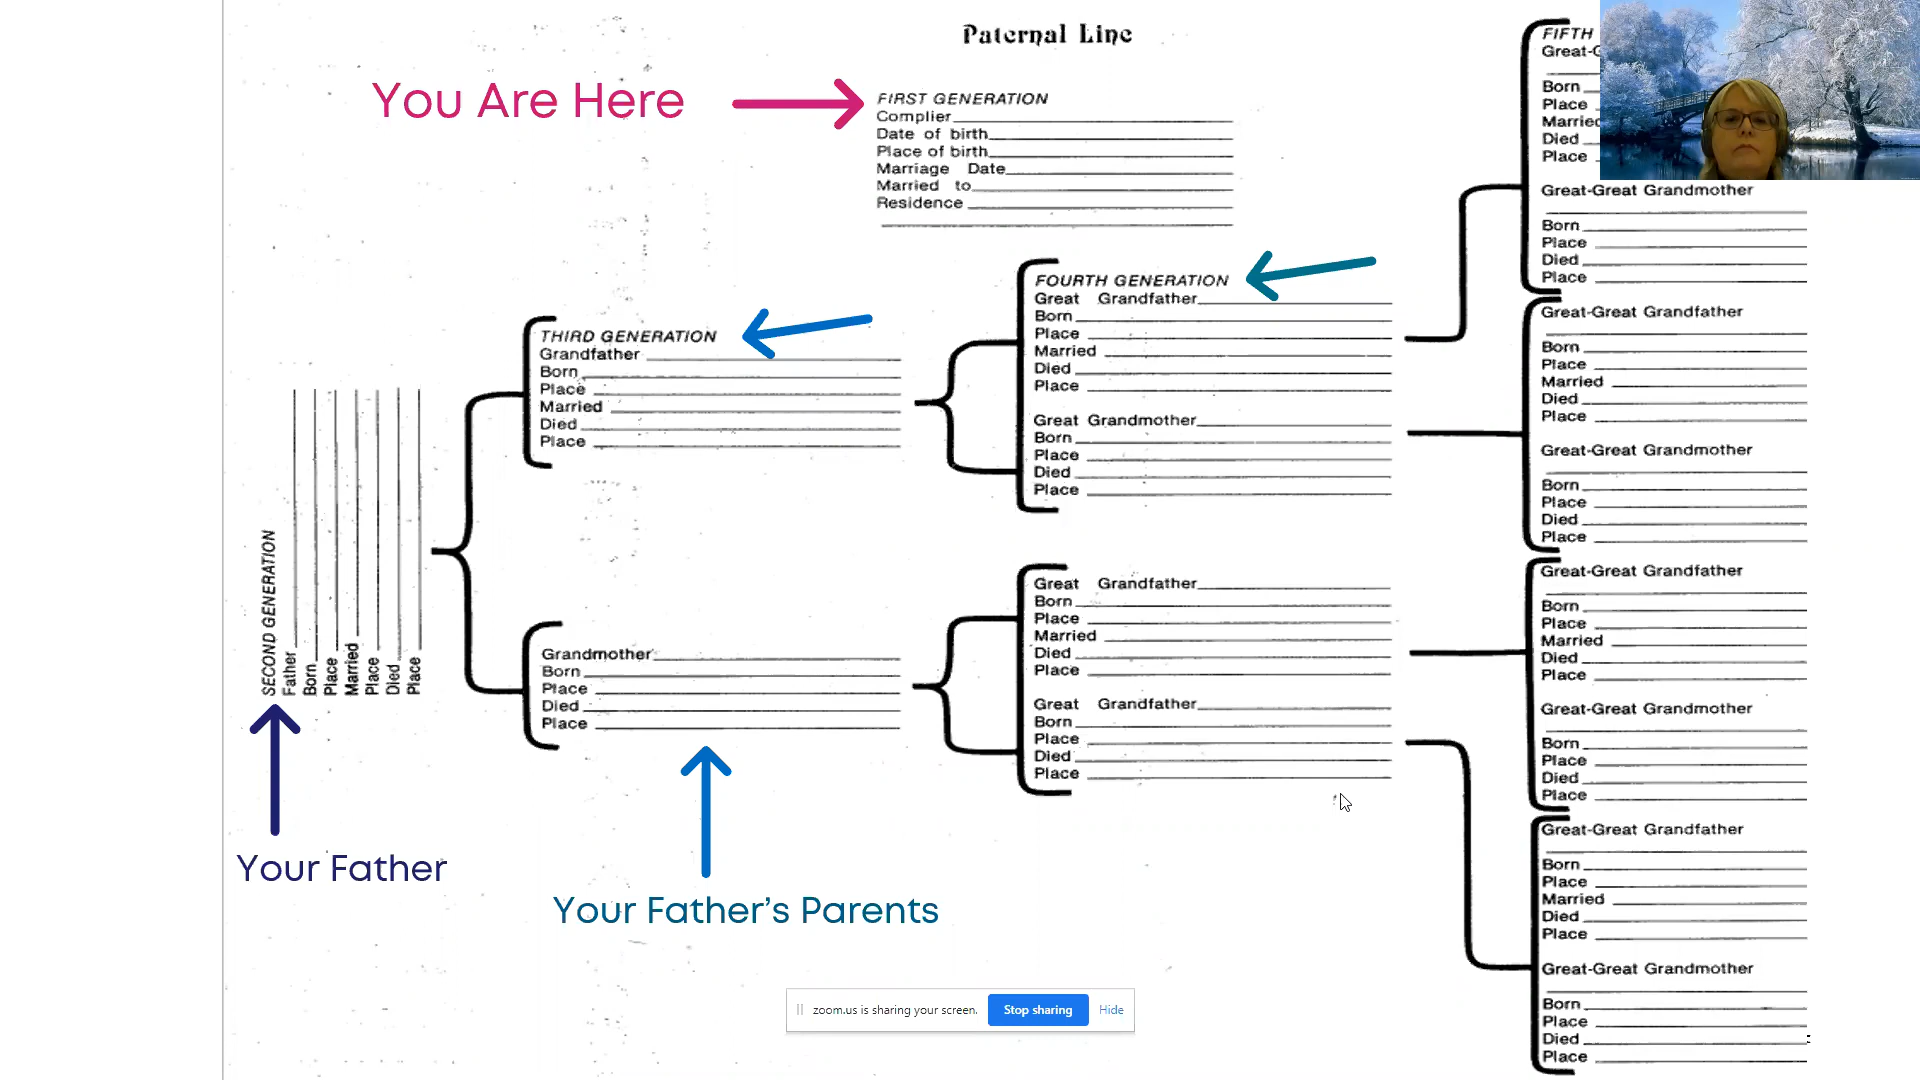 Paternal Line
You Are Here
FIRST GENERATION
Complier
Date of birth
Place of birth
Marriage Date
Married to
Residence
SECOND GENERATION
Father
Born
Place
Married
Place
Died
Place
Your Father
THIRD GENERATION
Grandfather
Born
Place
Married
Died
Place
Grandmother
Born
Place
Died
Place
Your Father's Parents
FOURTH GENERATION
Great Grandfather
Born
Place
Married
Died
Place
Great Grandmother
Born
Place
Died
Place
Great Grandfather
Born
Place
Married
Died
Place
Great Grandfather
Born
Place
Died
Place
FIFTH
Great-G
Born
Place
Married
Died
Place
Great-Great Grandmother
Born
Place
Died
Place
Great-Great Grandfather
Born
Place
Married
Died
Place
Great-Great Grandmother
Born
Place
Died
Place
Great-Great Grandfather
Born
Place
Married
Died
Place
Great-Great Grandmother
Born
Place
Died
Place
Great-Great Grandfather
Born
Place
Married
Died
Place
Great-Great Grandmother
Born
Place
Died
Place
zoom.us is sharing your screen. Stop sharing Hide